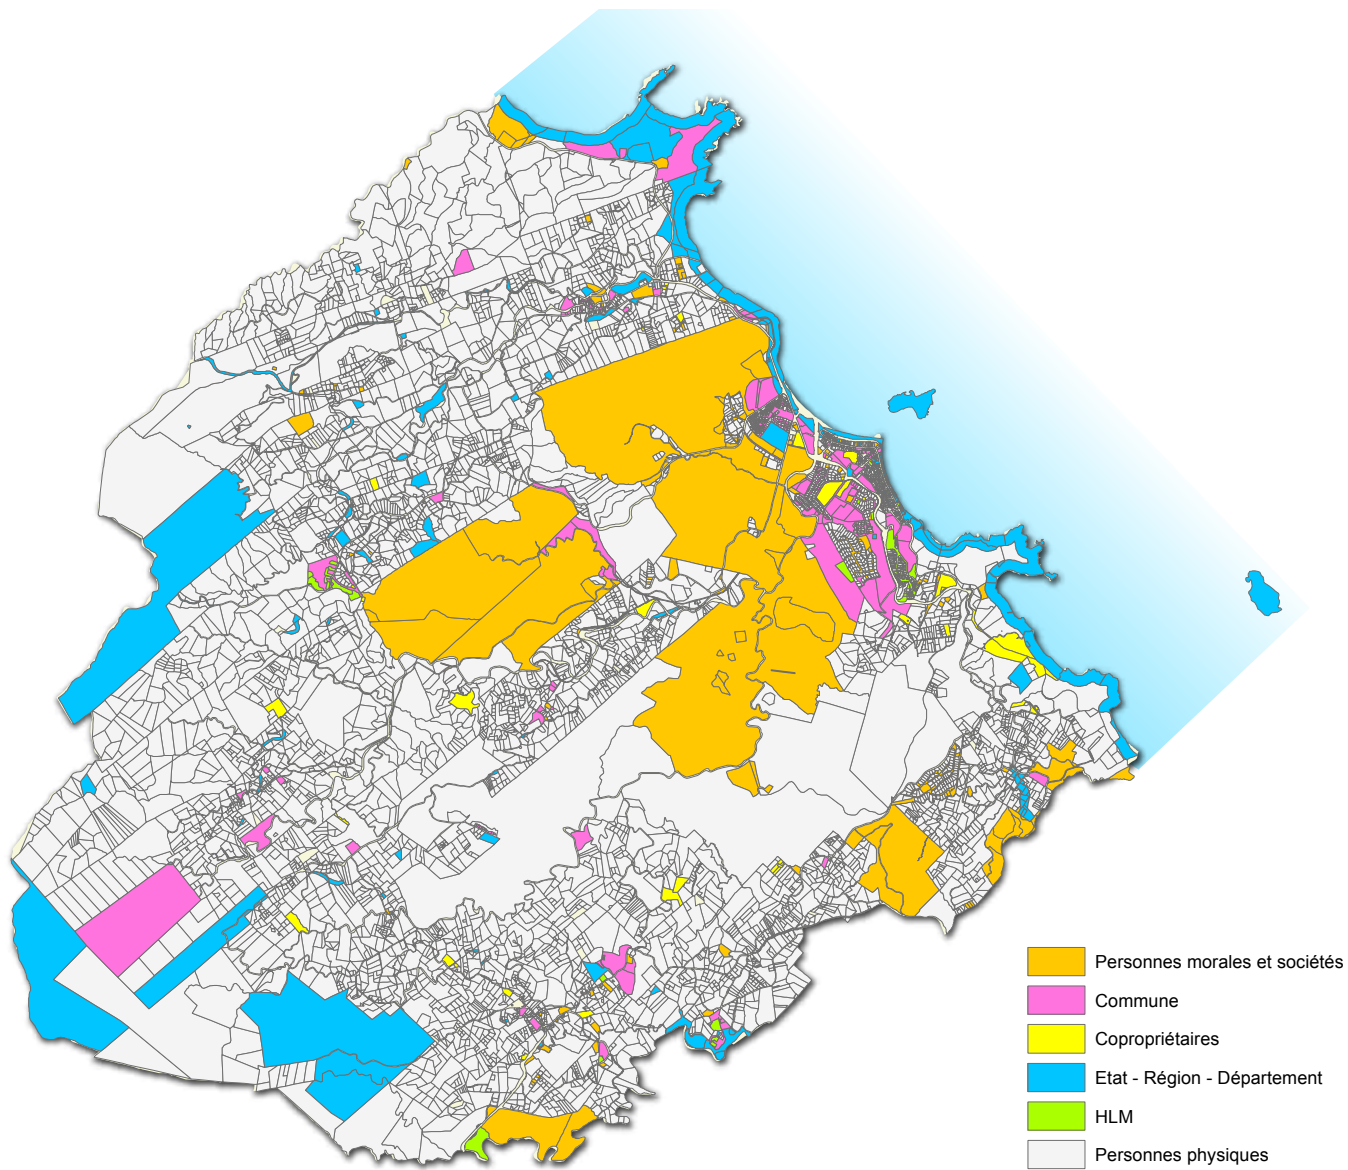 Personnes morales et sociétés
Commune
Copropriétaires
Etat - Région - Département
HLM
Personnes physiques